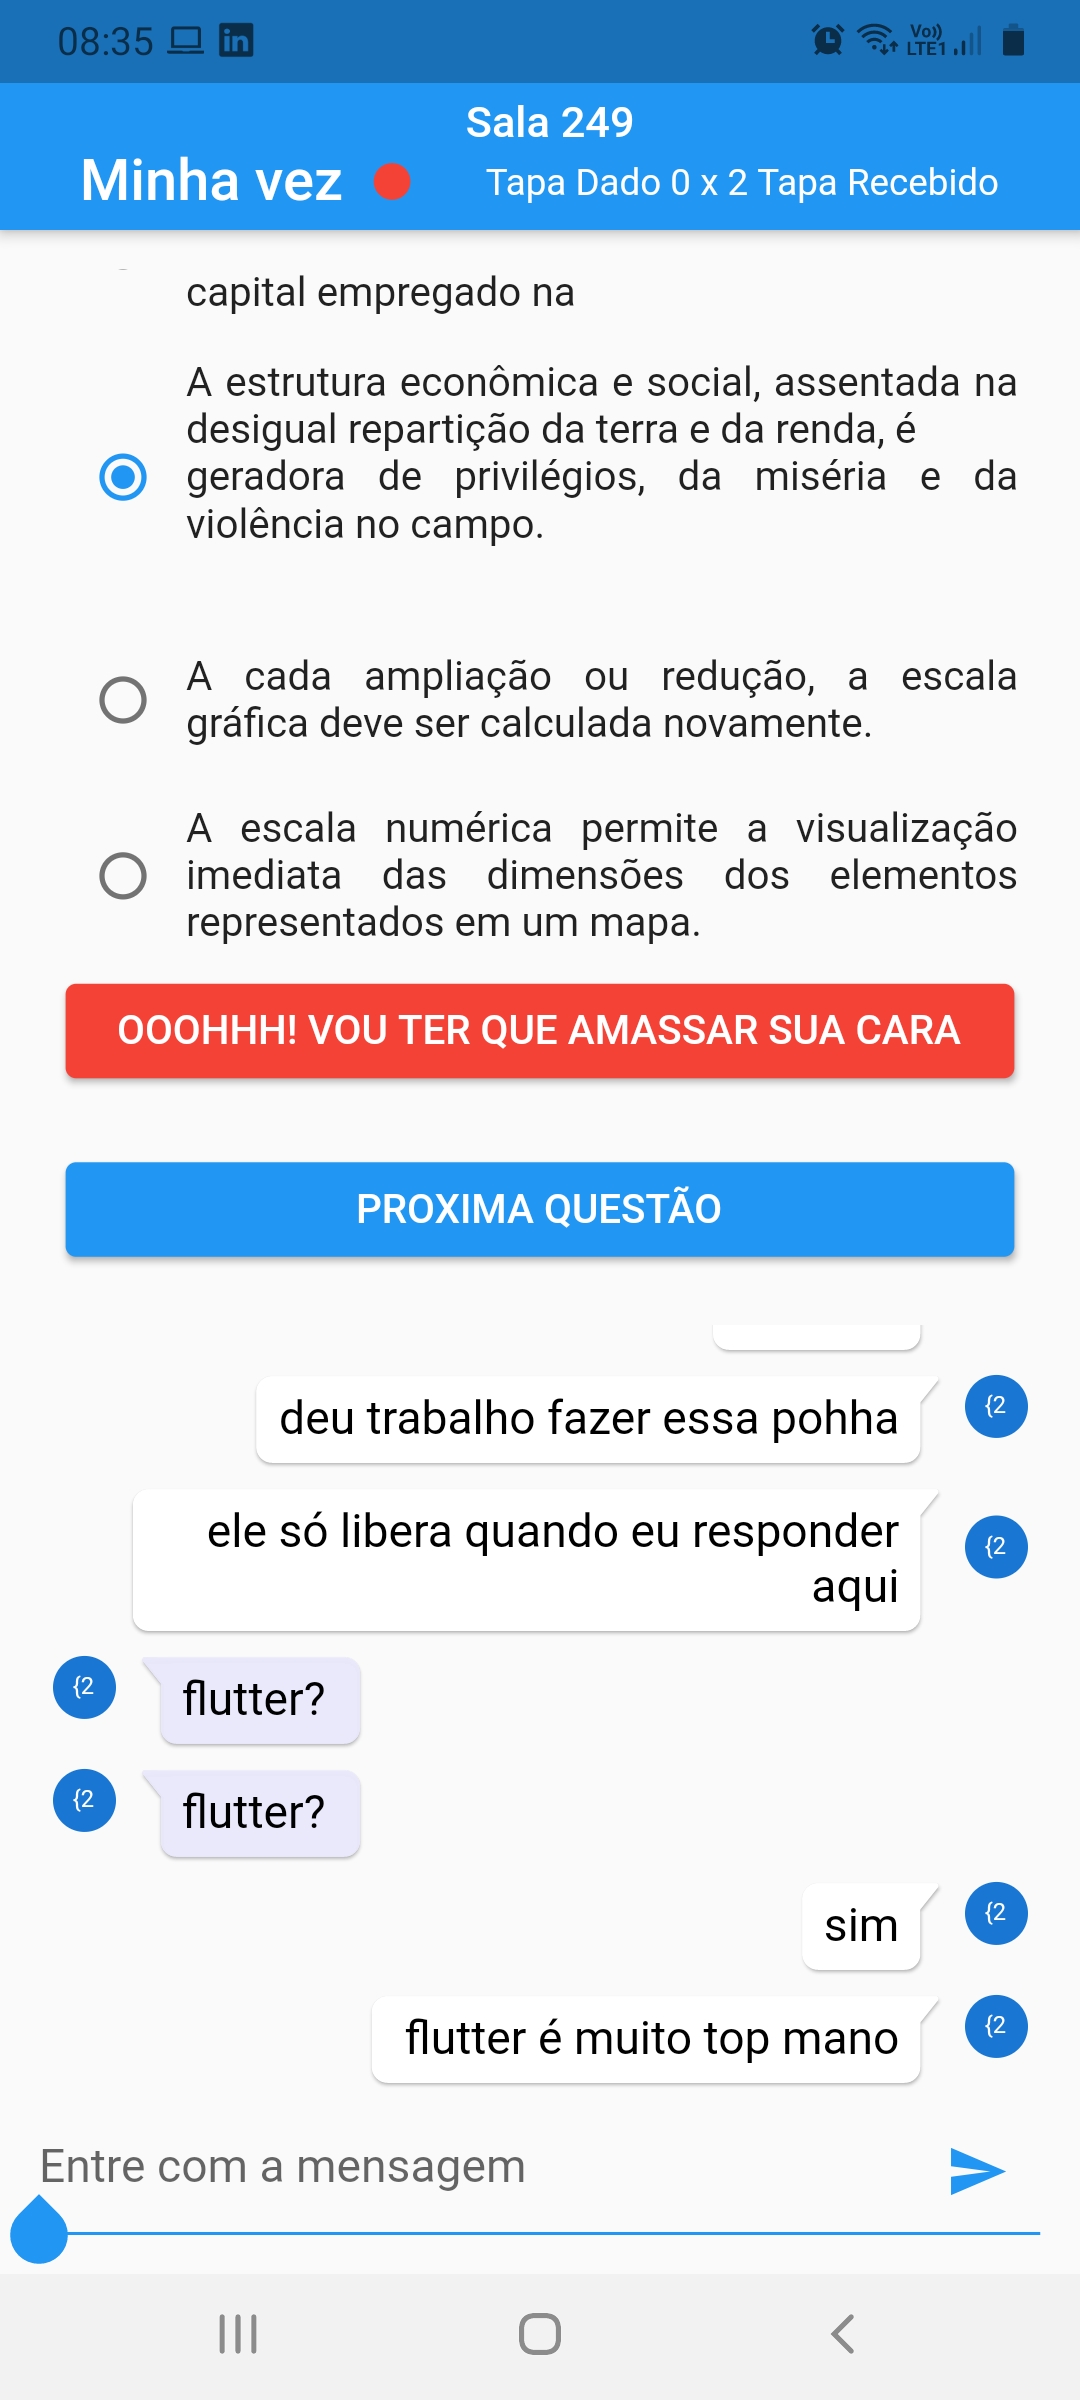 08:35
in
Vo))
LTE1
Sala 249
Minha vez
Tapa Dado 0 x 2 Tapa Recebido
capital empregado na
A estrutura econômica e social, assentada na
desigual repartição da terra e da renda, é
geradora de privilégios, da miséria e da
violência no campo.
A cada ampliação ou redução, a escala
gráfica deve ser calculada novamente.
A escala numérica permite a visualização
imediata das dimensões dos elementos
representados em um mapa.
OOOHHH! VOU TER QUE AMASSAR SUA CARA
PROXIMA QUESTÃO
deu trabalho fazer essa pohha
{2
ele só libera quando eu responder
aqui
{2
{2
flutter?
{2
flutter?
sim
{2
flutter é muito top mano
{2
Entre com a mensagem